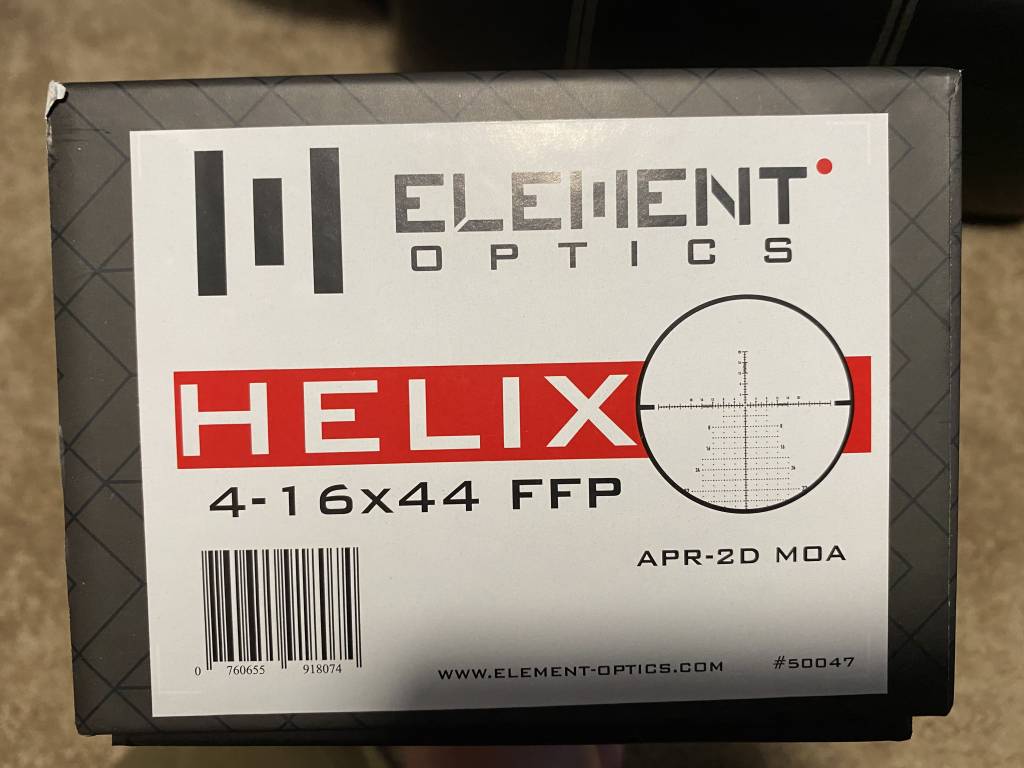 ELEMENT
OPTICS
HELIX
4-16x44 FFP
APR-2D MOA
0 760655 918074
WWW.ELEMENT-OPTICS.COM
#50047